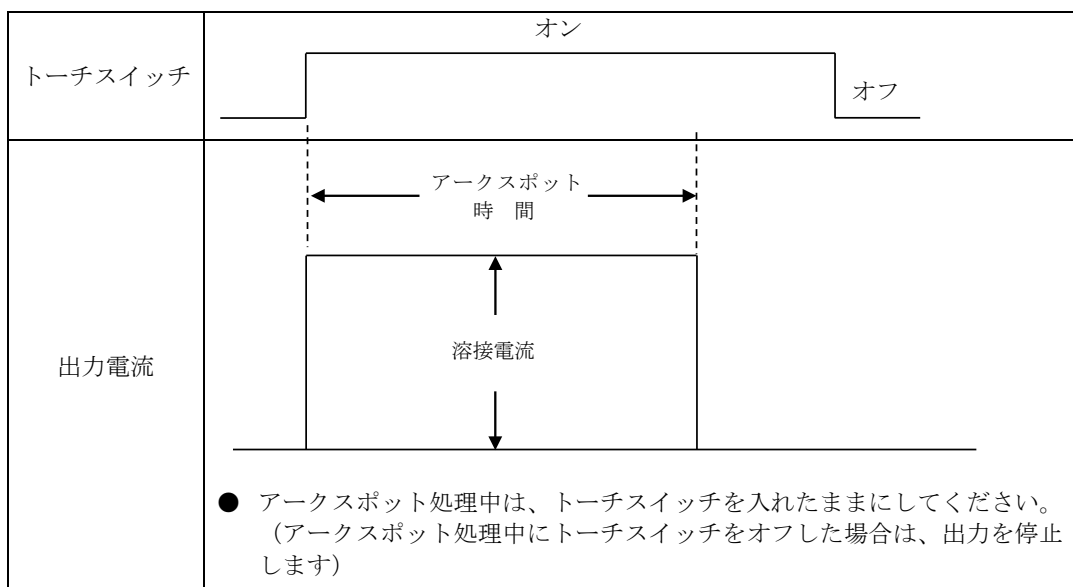 オン
トーチスイッチ
オフ
アークスポット
時　間
溶接電流
出力電流
● アークスポット処理中は、トーチスイッチを入れたままにしてください。
（アークスポット処理中にトーチスイッチをオフした場合は、出力を停止
します）